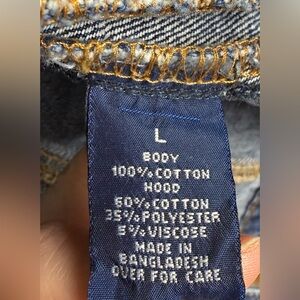 L
BODY
100% COTTON
HOOD
60% COTTON
35% POLYESTER
5% VISCOSE
MADE IN
BANGLADESH
OVER FOR CARE